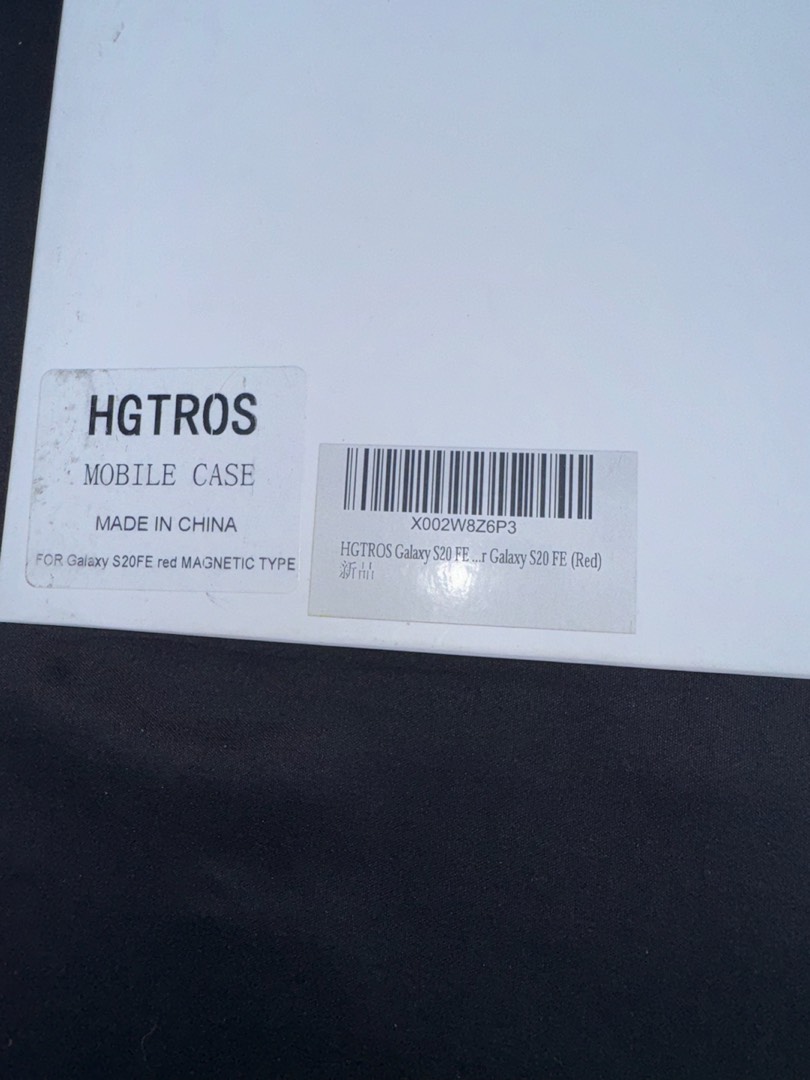 HGTROS
MOBILE CASE
MADE IN CHINA
FOR Galaxy S20FE red MAGNETIC TYPE
X002W8Z6P3
HGTROS Galaxy S20 FE ...r Galaxy S20 FE (Red)
新品